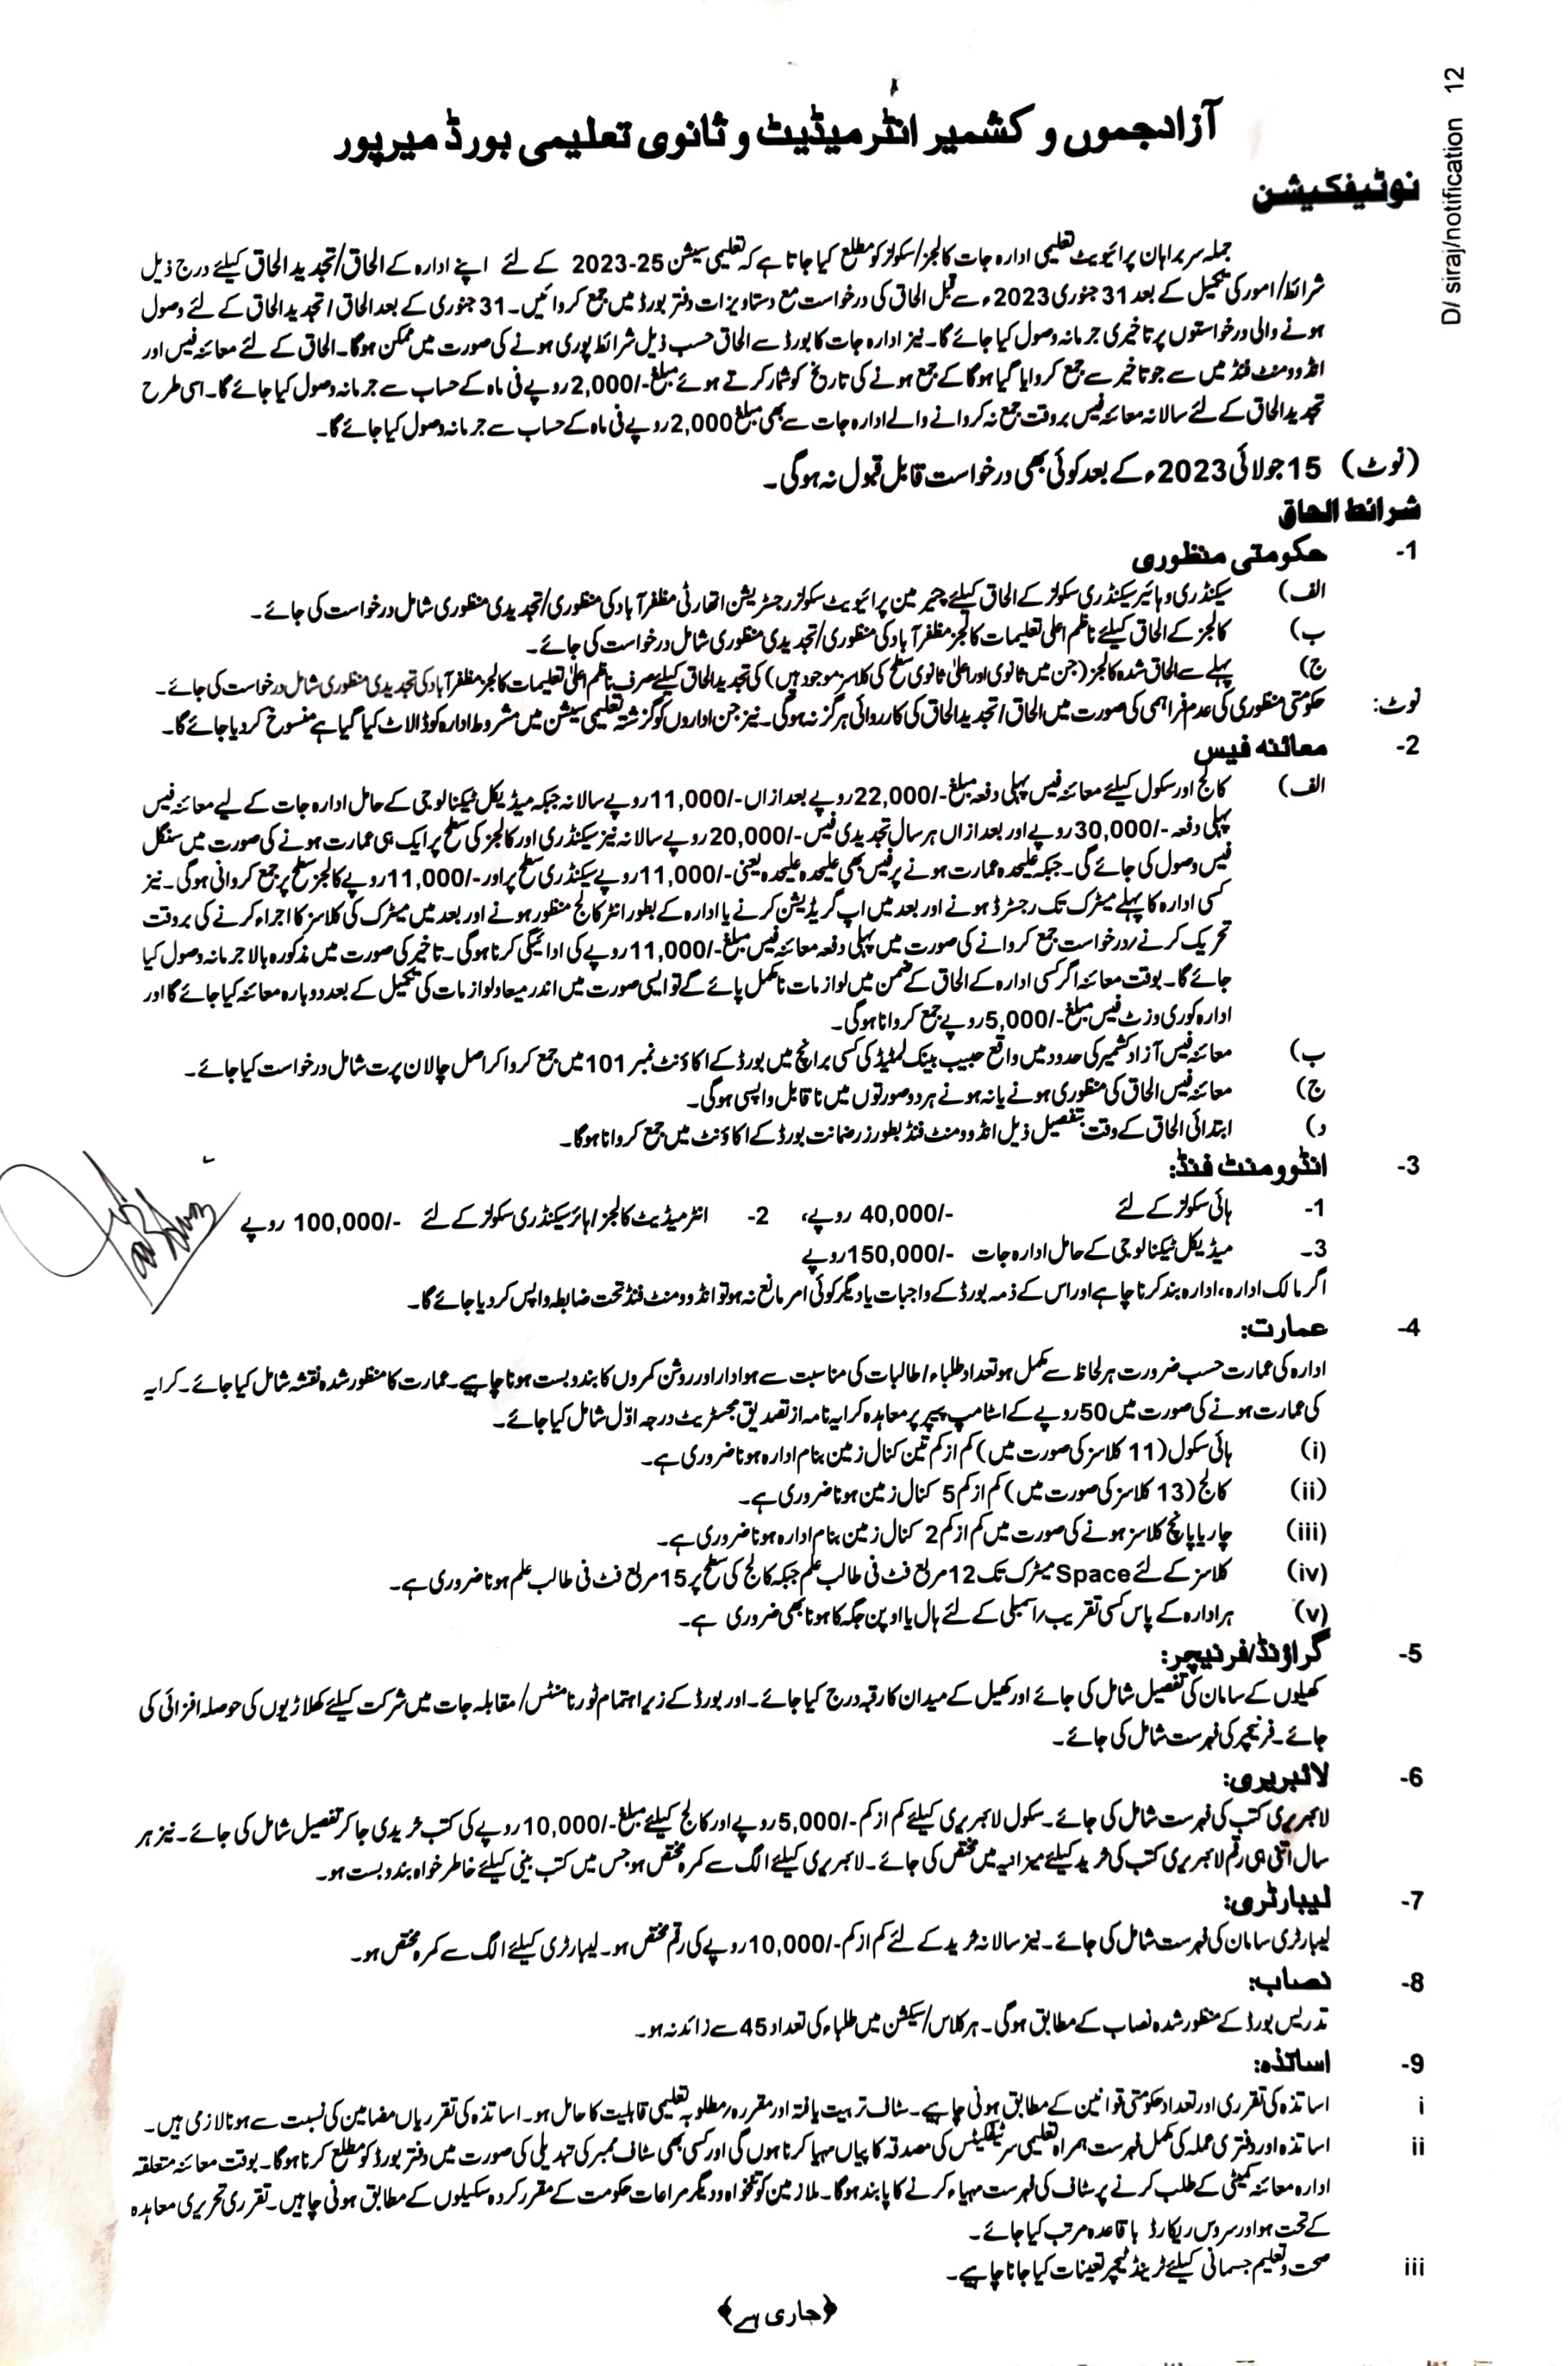 D/ siraj/notification 12
آزادجموں و کشمیر انٹرمیڈیٹ و ثانوی تعلیمی بورڈ میرپور
نوٹیفکیشن
جملہ سربراہان پرائیویٹ تعلیمی ادارہ جات کالجز/سکولز کو مطلع کیا جاتا ہے کہ تعلیمی سیشن 25-2023 کے لئے اپنے ادارہ کے الحاق/تجدید الحاق کیلئے درج ذیل
شرائط/امور کی تکمیل کے بعد 31 جنوری 2023ء سے قبل الحاق کی درخواست مع دستاویزات دفتر بورڈ میں جمع کروائیں۔ 31 جنوری کے بعد الحاق/تجدید الحاق کے لئے وصول
ہونے والی درخواستوں پر تاخیری جرمانہ وصول کیا جائے گا۔ نیز ادارہ جات کا بورڈ سے الحاق حسب ذیل شرائط پوری ہونے کی صورت میں ممکن ہوگا۔ الحاق کے لئے معائنہ فیس اور
انڈوومنٹ فنڈ میں سے جو تاخیر سے جمع کروایا گیا ہوگا کے جمع ہونے کی تاریخ کو شمار کرتے ہوئے مبلغ -/2,000 روپے فی ماہ کے حساب سے جرمانہ وصول کیا جائے گا۔ اسی طرح
تجدید الحاق کے لئے سالانہ معائنہ فیس بروقت جمع نہ کروانے والے ادارہ جات سے بھی مبلغ 2,000 روپے فی ماہ کے حساب سے جرمانہ وصول کیا جائے گا۔
(نوٹ) 15 جولائی 2023ء کے بعد کوئی بھی درخواست قابل قبول نہ ہوگی۔
شرائط الحاق
1- حکومتی منظوری
الف) سیکنڈری و ہائیر سیکنڈری سکولز کے الحاق کیلئے چیئرمین پرائیویٹ سکولز رجسٹریشن اتھارٹی مظفر آباد کی منظوری/تجدیدی منظوری شامل درخواست کی جائے۔
ب) کالجز کے الحاق کیلئے ناظم اعلیٰ تعلیمات کالجز مظفر آباد کی منظوری/تجدیدی منظوری شامل درخواست کی جائے۔
ج) پہلے سے الحاق شدہ کالجز (جن میں ثانوی اور اعلیٰ ثانوی سطح کی کلاسز موجود ہیں) کی تجدید الحاق کیلئے صرف ناظم اعلیٰ تعلیمات کالجز مظفر آباد کی تجدیدی منظوری شامل درخواست کی جائے۔
نوٹ: حکومتی منظوری کی عدم فراہمی کی صورت میں الحاق/تجدید الحاق کی کارروائی ہرگز نہ ہوگی۔ نیز جن اداروں کو گزشتہ تعلیمی سیشن میں مشروط ادارہ کوڈ الاٹ کیا گیا ہے منسوخ کر دیا جائے گا۔
2- معائنہ فیس
الف) کالج اور سکول کیلئے معائنہ فیس پہلی دفعہ مبلغ -/22,000 روپے بعد ازاں -/11,000 روپے سالانہ جبکہ میڈیکل ٹیکنالوجی کے حامل ادارہ جات کے لیے معائنہ فیس
پہلی دفعہ -/30,000 روپے اور بعد ازاں ہر سال تجدیدی فیس -/20,000 روپے سالانہ نیز سیکنڈری اور کالجز کی سطح پر ایک ہی عمارت ہونے کی صورت میں سنگل
فیس وصول کی جائے گی۔ جبکہ علیحدہ عمارت ہونے پر فیس بھی علیحدہ علیحدہ یعنی -/11,000 روپے سیکنڈری سطح پر اور -/11,000 روپے کالجز سطح پر جمع کروانی ہوگی۔ نیز
کسی ادارہ کا پہلے میٹرک تک رجسٹرڈ ہونے اور بعد میں اپ گریڈیشن کرنے یا ادارہ کے بطور انٹر کالج منظور ہونے اور بعد میں میٹرک کی کلاسز کا اجراء کرنے کی بروقت
تحریک کرنے/درخواست جمع کروانے کی صورت میں پہلی دفعہ معائنہ فیس مبلغ -/11,000 روپے کی ادائیگی کرنا ہوگی۔ تاخیر کی صورت میں مذکورہ بالا جرمانہ وصول کیا
جائے گا۔ بوقت معائنہ اگر کسی ادارہ کے الحاق کے ضمن میں لوازمات نامکمل پائے گے تو ایسی صورت میں اندر میعاد لوازمات کی تکمیل کے بعد دوبارہ معائنہ کیا جائے گا اور
ادارہ کو ری وزٹ فیس مبلغ -/5,000 روپے جمع کروانا ہوگی۔
ب) معائنہ فیس آزاد کشمیر کی حدود میں واقع حبیب بینک لمٹیڈ کی کسی برانچ میں بورڈ کے اکاؤنٹ نمبر 101 میں جمع کروا کر اصل چالان پرت شامل درخواست کیا جائے۔
ج) معائنہ فیس الحاق کی منظوری ہونے یا نہ ہونے ہر دو صورتوں میں ناقابل واپسی ہوگی۔
د) ابتدائی الحاق کے وقت بتفصیل ذیل انڈوومنٹ فنڈ بطور زرضمانت بورڈ کے اکاؤنٹ میں جمع کروانا ہوگا۔
3- انڈوومنٹ فنڈ:
1- ہائی سکولز کے لئے -/40,000 روپے، 2- انٹرمیڈیٹ کالجز/ہائر سیکنڈری سکولز کے لئے -/100,000 روپے
3- میڈیکل ٹیکنالوجی کے حامل ادارہ جات -/150,000 روپے
اگر مالک ادارہ، ادارہ بند کرنا چاہے اور اس کے ذمہ بورڈ کے واجبات یا دیگر کوئی امر مانع نہ ہو تو انڈوومنٹ فنڈ تحت ضابطہ واپس کر دیا جائے گا۔
4- عمارت:
ادارہ کی عمارت حسب ضرورت ہر لحاظ سے مکمل ہو تعداد طلباء/طالبات کی مناسبت سے ہوادار اور روشن کمروں کا بندوبست ہونا چاہیے۔ عمارت کا منظور شدہ نقشہ شامل کیا جائے۔ کرایہ
کی عمارت ہونے کی صورت میں 50 روپے کے اسٹامپ پیپر پر معاہدہ کرایہ نامہ از تصدیق مجسٹریٹ درجہ اوّل شامل کیا جائے۔
(i) ہائی سکول (11 کلاسز کی صورت میں) کم از کم تین کنال زمین بنام ادارہ ہونا ضروری ہے۔
(ii) کالج (13 کلاسز کی صورت میں) کم از کم 5 کنال زمین ہونا ضروری ہے۔
(iii) چار یا پانچ کلاسز ہونے کی صورت میں کم از کم 2 کنال زمین بنام ادارہ ہونا ضروری ہے۔
(iv) کلاسز کے لئے Space میٹرک تک 12 مربع فٹ فی طالب علم جبکہ کالج کی سطح پر 15 مربع فٹ فی طالب علم ہونا ضروری ہے۔
(v) ہر ادارہ کے پاس کسی تقریب/اسمبلی کے لئے ہال یا اوپن جگہ کا ہونا بھی ضروری ہے۔
5- گراؤنڈ/فرنیچر:
کھیلوں کے سامان کی تفصیل شامل کی جائے اور کھیل کے میدان کا رقبہ درج کیا جائے۔ اور بورڈ کے زیر اہتمام ٹورنامنٹس/مقابلہ جات میں شرکت کیلئے کھلاڑیوں کی حوصلہ افزائی کی
جائے۔ فرنیچر کی فہرست شامل کی جائے۔
6- لائبریری:
لائبریری کتب کی فہرست شامل کی جائے۔ سکول لائبریری کیلئے کم از کم -/5,000 روپے اور کالج کیلئے مبلغ -/10,000 روپے کی کتب خریدی جا کر تفصیل شامل کی جائے۔ نیز ہر
سال اتنی ہی رقم لائبریری کتب کی خرید کیلئے میزانیہ میں مختص کی جائے۔ لائبریری کیلئے الگ سے کمرہ مختص ہو جس میں کتب بینی کیلئے خاطر خواہ بندوبست ہو۔
7- لیبارٹری:
لیبارٹری سامان کی فہرست شامل کی جائے۔ نیز سالانہ خرید کے لئے کم از کم -/10,000 روپے کی رقم مختص ہو۔ لیبارٹری کیلئے الگ سے کمرہ مختص ہو۔
8- نصاب:
تدریس بورڈ کے منظور شدہ نصاب کے مطابق ہوگی۔ ہر کلاس/سیکشن میں طلباء کی تعداد 45 سے زائد نہ ہو۔
9- اساتذہ:
i اساتذہ کی تقرری اور تعداد حکومتی قوانین کے مطابق ہونی چاہیے۔ سٹاف تربیت یافتہ اور مقررہ/مطلوبہ تعلیمی قابلیت کا حامل ہو۔ اساتذہ کی تقرریاں مضامین کی نسبت سے ہونا لازمی ہیں۔
ii اساتذہ اور دفتری عملہ کی مکمل فہرست ہمراہ تعلیمی سرٹیفکیٹس کی مصدقہ کاپیاں مہیا کرنا ہوں گی اور کسی بھی سٹاف ممبر کی تبدیلی کی صورت میں دفتر بورڈ کو مطلع کرنا ہوگا۔ بوقت معائنہ متعلقہ
ادارہ معائنہ کمیٹی کے طلب کرنے پر سٹاف کی فہرست مہیاء کرنے کا پابند ہوگا۔ ملازمین کو تنخواہ و دیگر مراعات حکومت کے مقرر کردہ سکیلوں کے مطابق ہونی چاہیں۔ تقرری تحریری معاہدہ
کے تحت ہو اور سروس ریکارڈ باقاعدہ مرتب کیا جائے۔
iii صحت و تعلیم جسمانی کیلئے ٹرینڈ ٹیچر تعینات کیا جانا چاہیے۔
﴿جاری ہے﴾